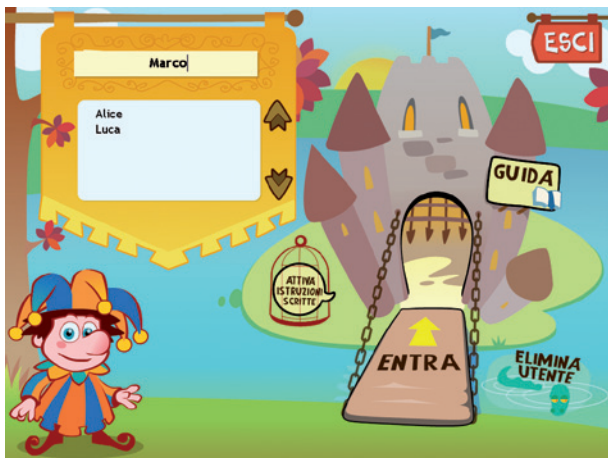 Marco
ESCI
Alice
Luca
GUIDA
ATTIVA
ISTRUZIONI
SCRITTE
ENTRA
ELIMINA
UTENTE